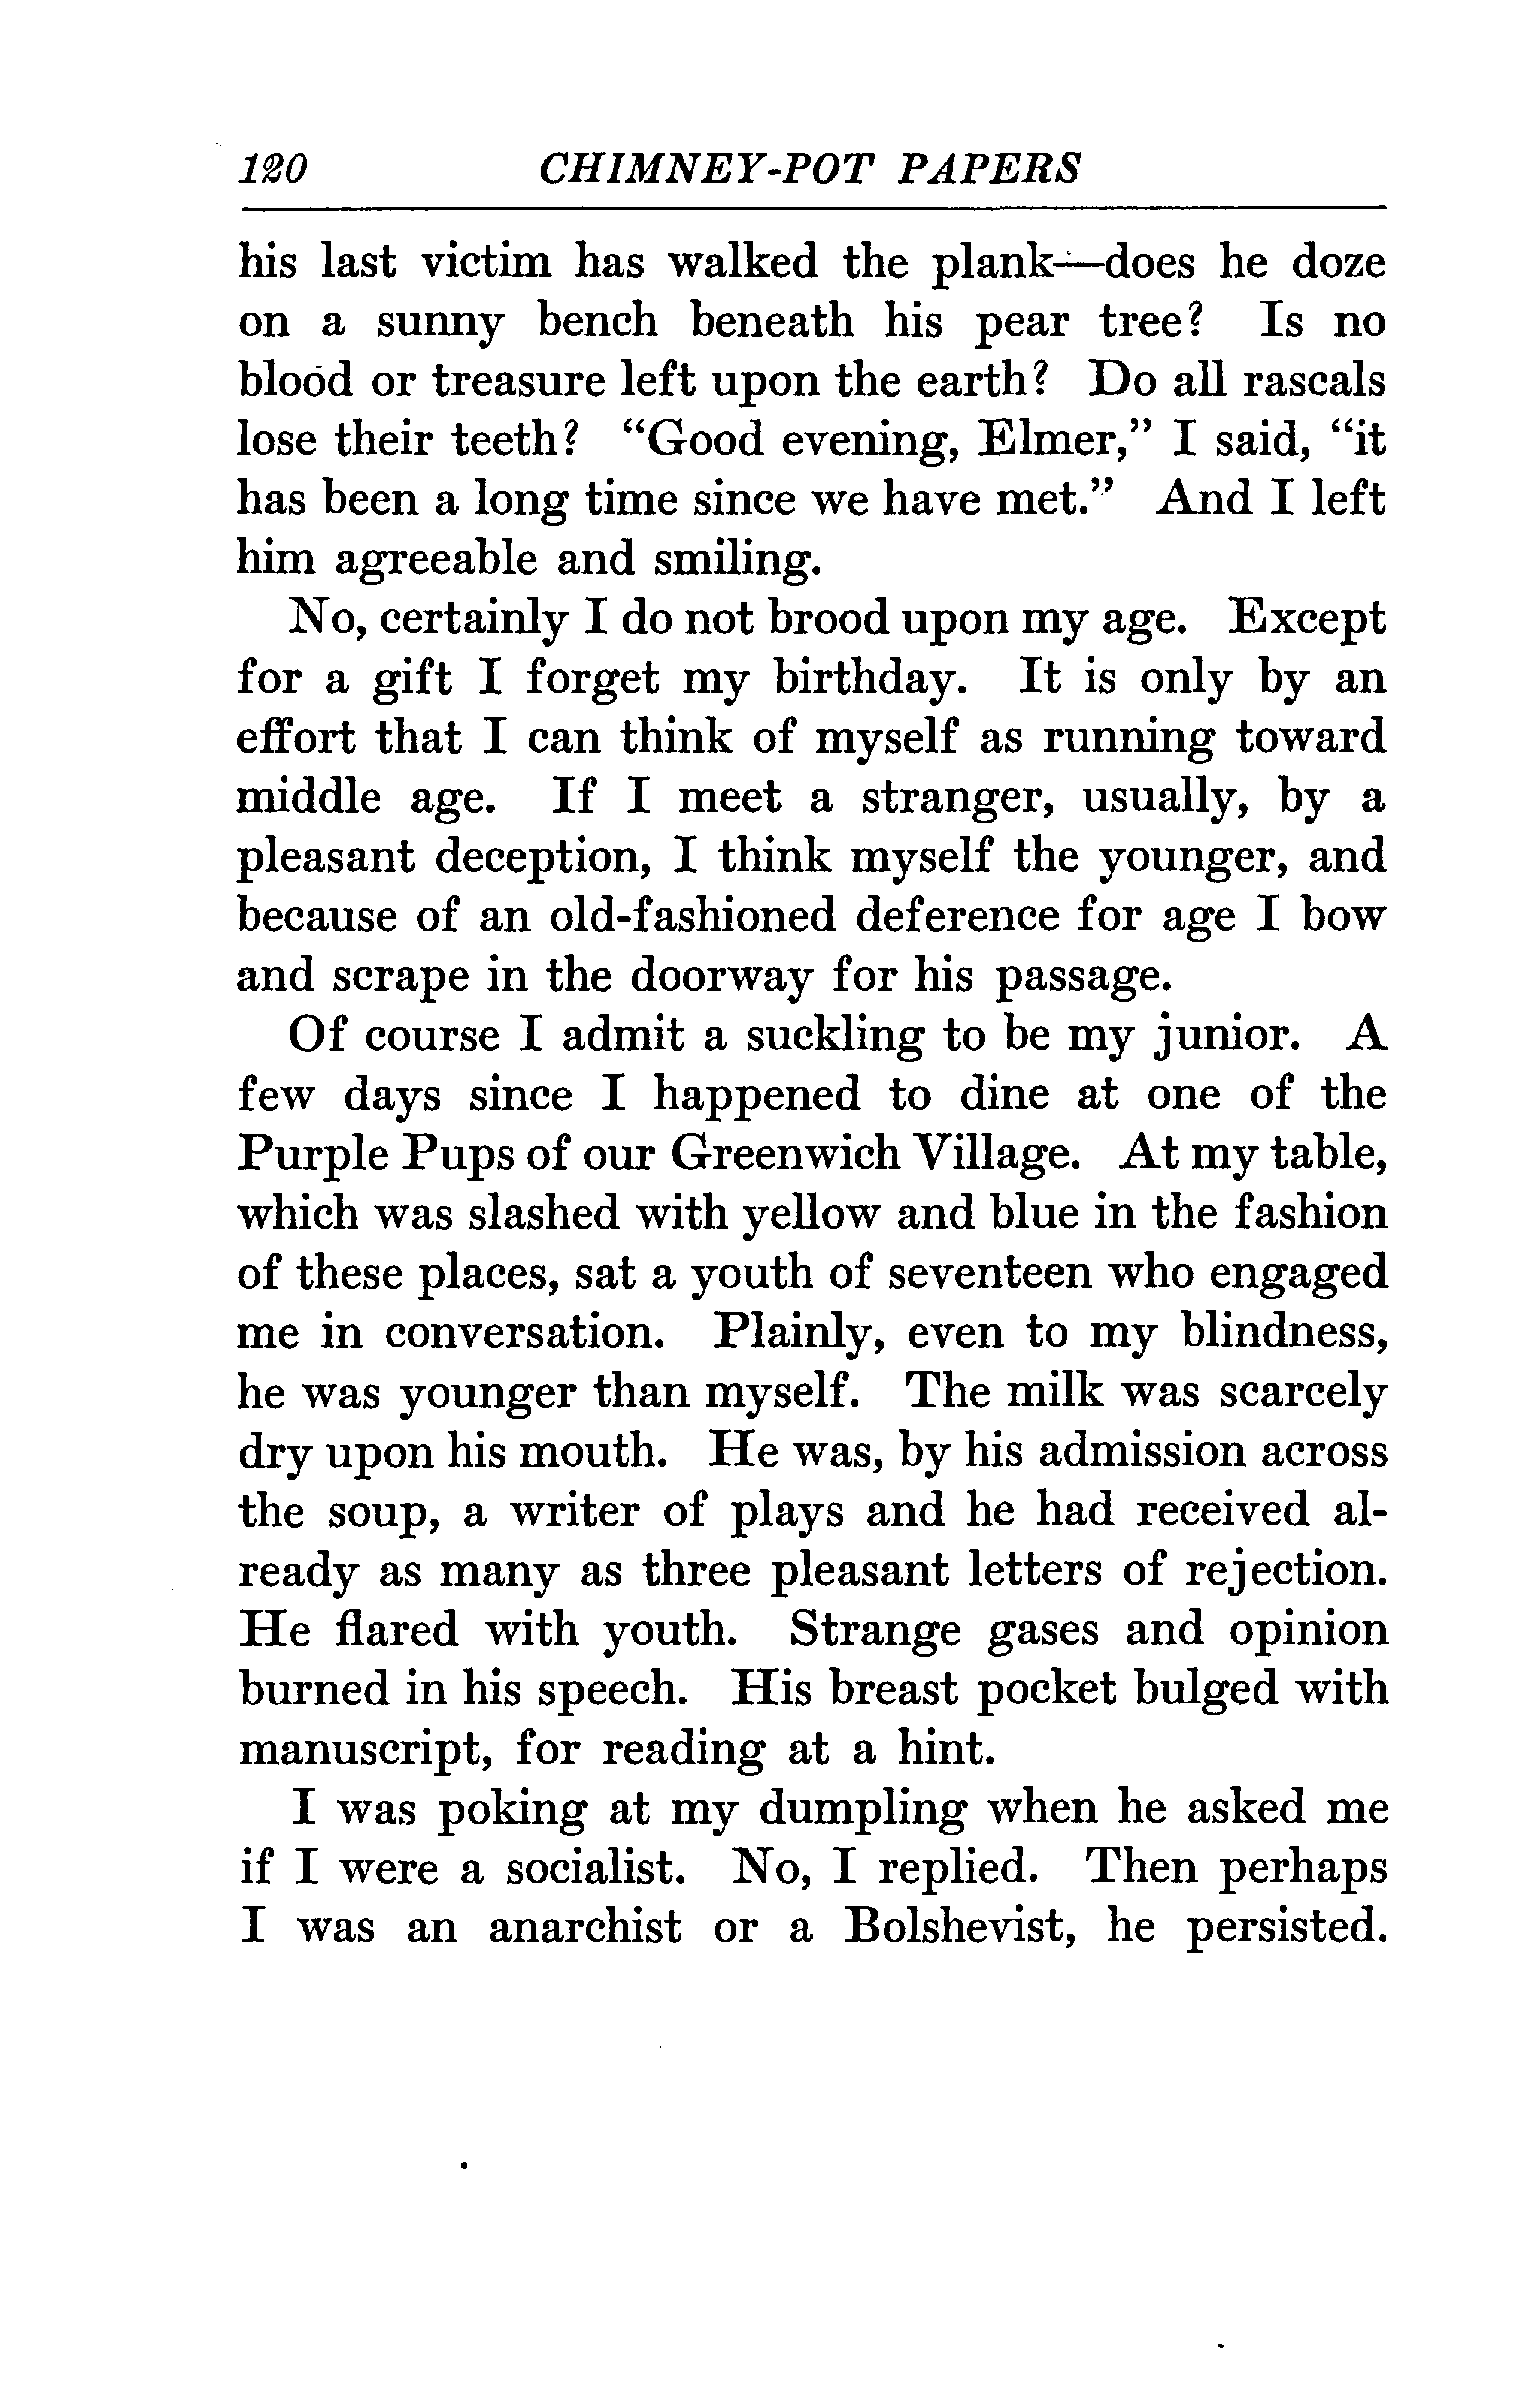 120 CHIMNEY-POT PAPERS
his last victim has walked the plank—does he doze
on a sunny bench beneath his pear tree? Is no
blood or treasure left upon the earth? Do all rascals
lose their teeth? “Good evening, Elmer,” I said, “it
has been a long time since we have met.” And I left
him agreeable and smiling.
No, certainly I do not brood upon my age. Except
for a gift I forget my birthday. It is only by an
effort that I can think of myself as running toward
middle age. If I meet a stranger, usually, by a
pleasant deception, I think myself the younger, and
because of an old-fashioned deference for age I bow
and scrape in the doorway for his passage.
Of course I admit a suckling to be my junior. A
few days since I happened to dine at one of the
Purple Pups of our Greenwich Village. At my table,
which was slashed with yellow and blue in the fashion
of these places, sat a youth of seventeen who engaged
me in conversation. Plainly, even to my blindness,
he was younger than myself. The milk was scarcely
dry upon his mouth. He was, by his admission across
the soup, a writer of plays and he had received al-
ready as many as three pleasant letters of rejection.
He flared with youth. Strange gases and opinion
burned in his speech. His breast pocket bulged with
manuscript, for reading at a hint.
I was poking at my dumpling when he asked me
if I were a socialist. No, I replied. Then perhaps
I was an anarchist or a Bolshevist, he persisted.